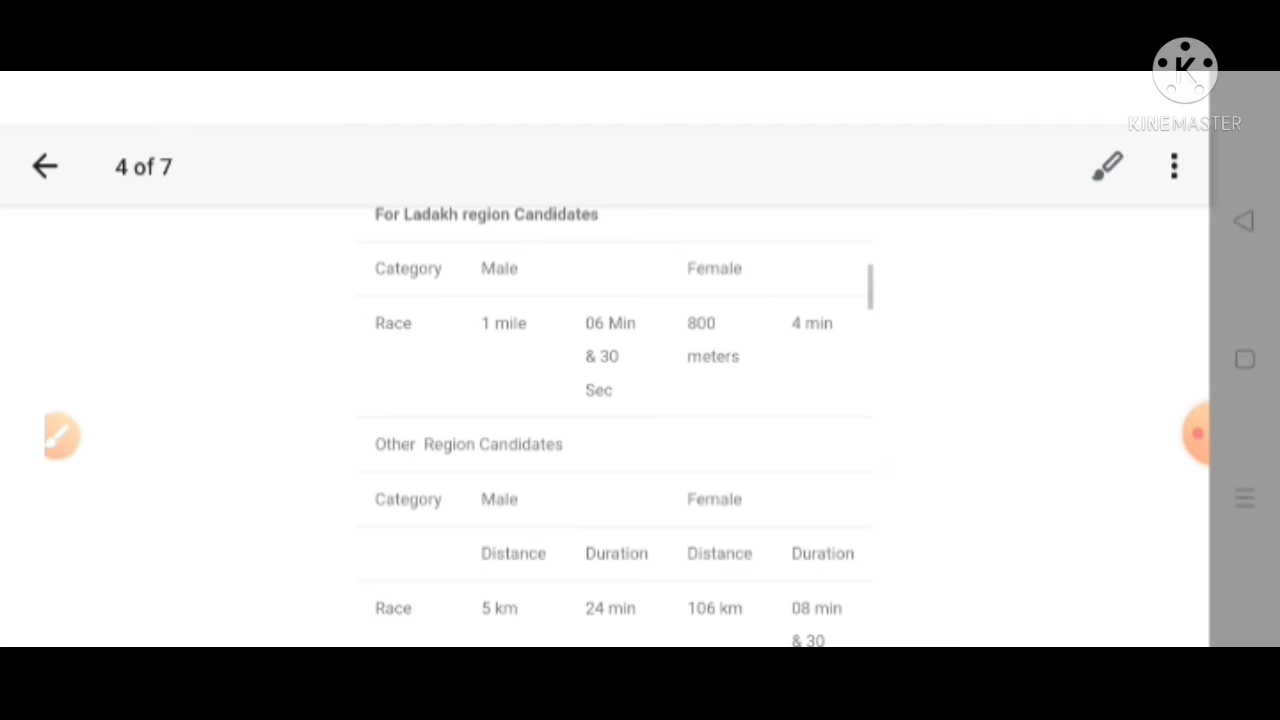 K
KINEMASTER
4 of 7
For Ladakh region Candidates
Category Male Female
Race 1 mile 06 Min 800 4 min
& 30 meters
Sec
Other Region Candidates
Category Male Female
Distance Duration Distance Duration
Race 5 km 24 min 106 km 08 min
& 30